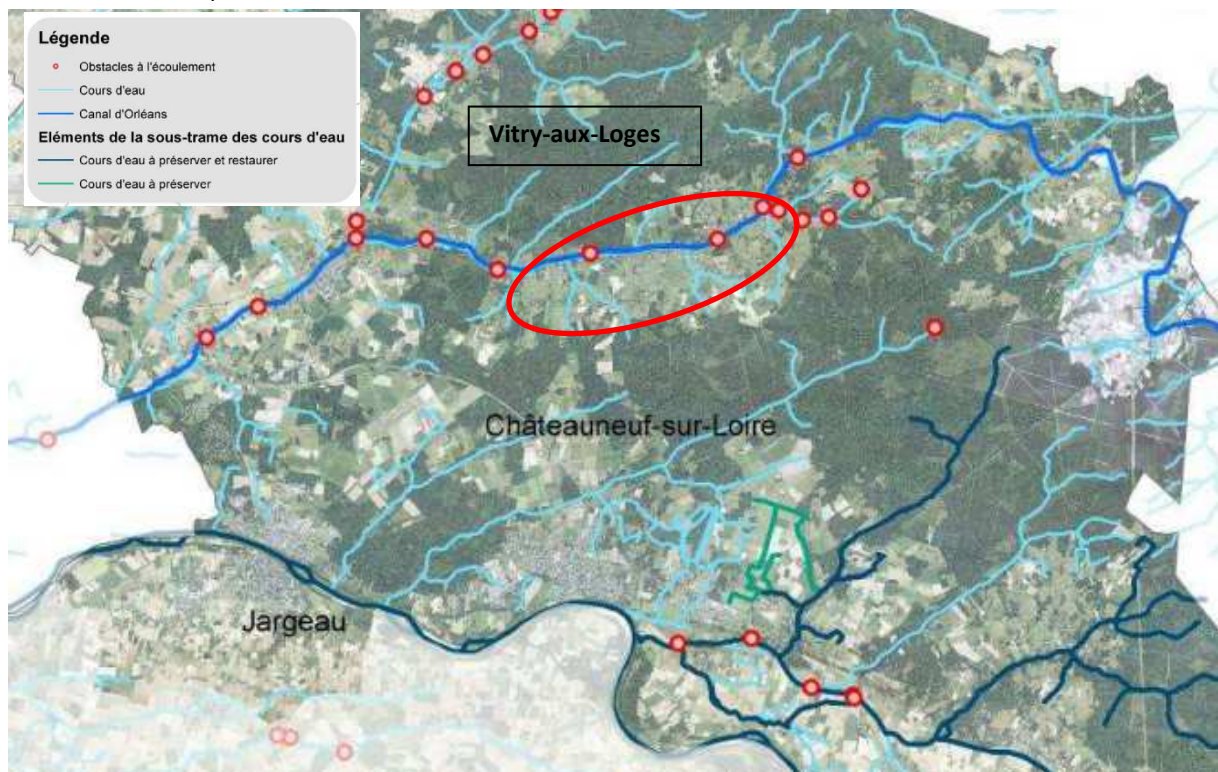 Légende
Obstacles à l'écoulement
Cours d'eau
Canal d'Orléans
Eléments de la sous-trame des cours d'eau
Cours d'eau à préserver et restaurer
Cours d'eau à préserver
Vitry-aux-Loges
Châteauneuf-sur-Loire
Jargeau